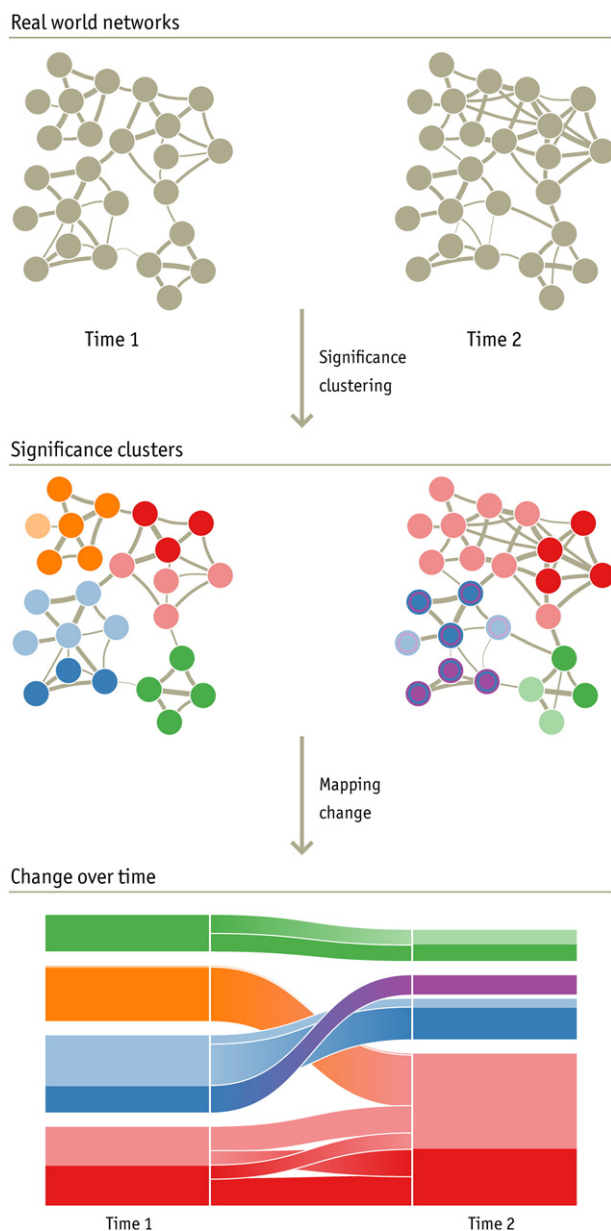 Real world networks
Time 1
Time 2
Significance
clustering
Significance clusters
Mapping
change
Change over time
Time 1
Time 2